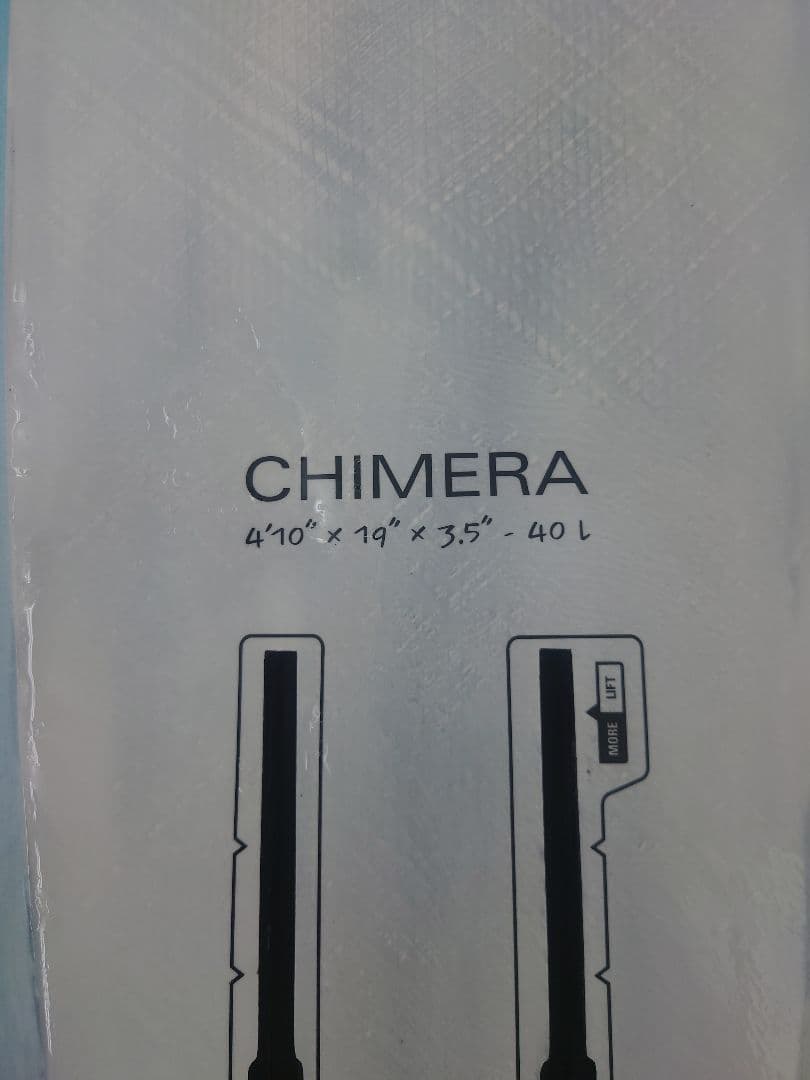 CHIMERA
4'10" x 19" x 3.5" - 40 l
MORE LIFT